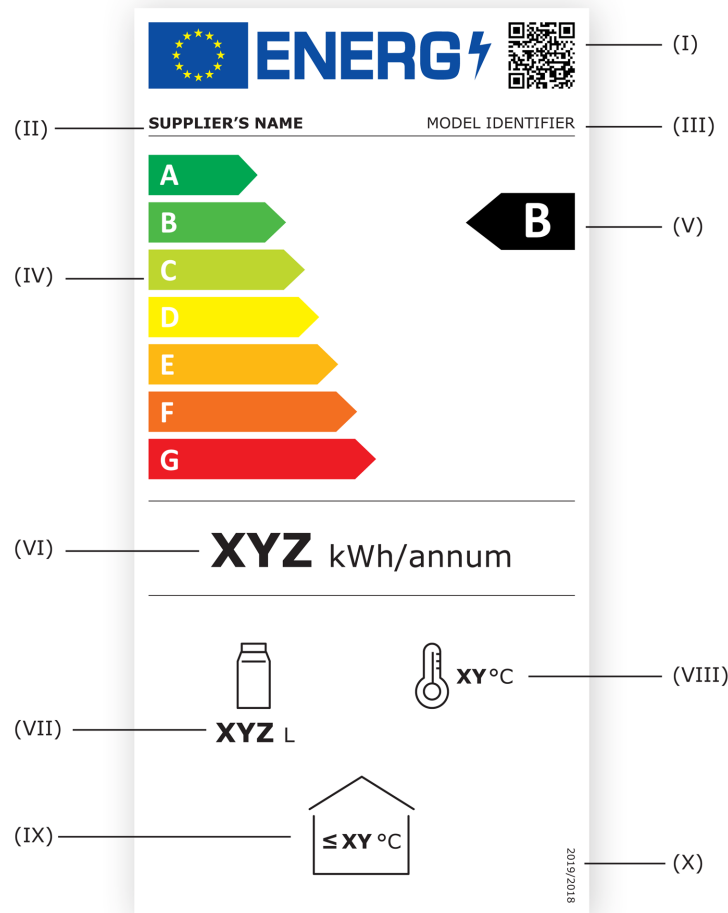 ENERG
(I)
(II)
SUPPLIER'S NAME
MODEL IDENTIFIER
(III)
A
B
B
(V)
(IV)
C
D
E
F
G
(VI)
XYZ kWh/annum
XY °C
(VIII)
(VII)
XYZ L
(IX)
≤ XY °C
2019/2018
(X)